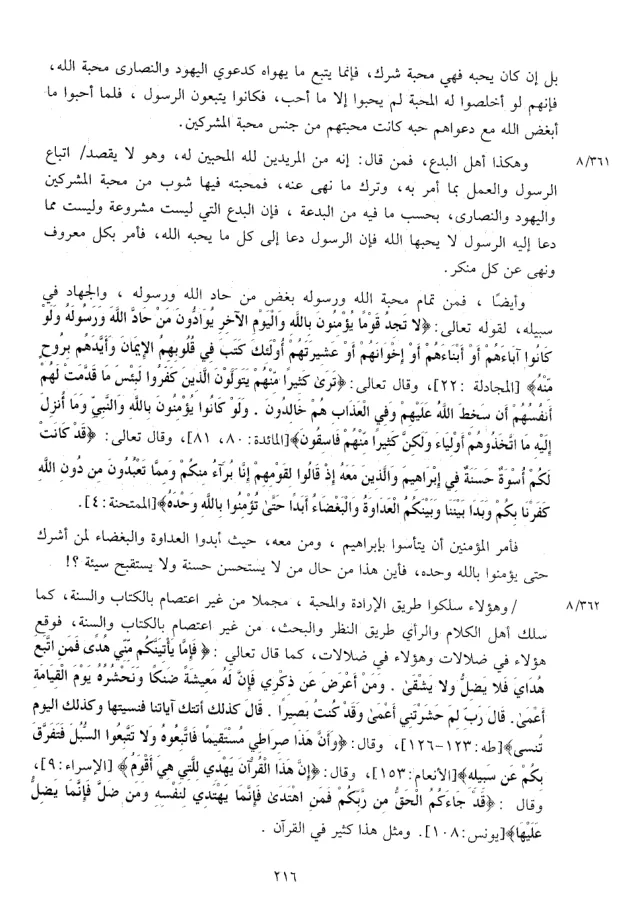 بل إن كان يحبه فهي محبة شرك، فإنما يتبع ما يهواه كدعوي اليهود والنصارى محبة الله،
فإنهم لو أخلصوا له المحبة لم يحبوا إلا ما أحب، فكانوا يتبعون الرسول ، فلما أحبوا ما
أبغض الله مع دعواهم حبه كانت محبتهم من جنس محبة المشركين.
٨/٣٦١ وهكذا أهل البدع، فمن قال: إنه من المريدين لله المحبين له، وهو لا يقصد/ اتباع
الرسول والعمل بما أمر به، وترك ما نهى عنه، فمحبته فيها شوب من محبة المشركين
واليهود والنصارى، بحسب ما فيه من البدعة ، فإن البدع التي ليست مشروعة وليست مما
دعا إليه الرسول لا يحبها الله فإن الرسول دعا إلى كل ما يحبه الله، فأمر بكل معروف
ونهى عن كل منكر.
وأيضًا ، فمن تمام محبة الله ورسوله بغض من حاد الله ورسوله ، والجهاد في
سبيله، لقوله تعالى: ﴿لا تَجِدُ قَوْمًا يُؤْمِنُونَ بِاللَّهِ وَالْيَوْمِ الآخِرِ يُوَادُّونَ مَنْ حَادَّ اللَّهَ وَرَسُولَهُ وَلَوْ
كَانُوا آبَاءَهُمْ أَوْ أَبْنَاءَهُمْ أَوْ إِخْوَانَهُمْ أَوْ عَشِيرَتَهُمْ أُوْلَئِكَ كَتَبَ فِي قُلُوبِهِمُ الإِيمَانَ وَأَيَّدَهُم بِرُوحٍ
مِّنْهُ﴾ [المجادلة :٢٢]، وقال تعالى: ﴿تَرَىٰ كَثِيرًا مِّنْهُمْ يَتَوَلَّوْنَ الَّذِينَ كَفَرُوا لَبِئْسَ مَا قَدَّمَتْ لَهُمْ
أَنفُسُهُمْ أَن سَخِطَ اللَّهُ عَلَيْهِمْ وَفِي الْعَذَابِ هُمْ خَالِدُونَ . وَلَوْ كَانُوا يُؤْمِنُونَ بِاللَّهِ وَالنَّبِيِّ وَمَا أُنزِلَ
إِلَيْهِ مَا اتَّخَذُوهُمْ أَوْلِيَاءَ وَلَكِنَّ كَثِيرًا مِّنْهُمْ فَاسِقُونَ﴾[المائدة:٨٠، ٨١]، وقال تعالى: ﴿قَدْ كَانَتْ
لَكُمْ أُسْوَةٌ حَسَنَةٌ فِي إِبْرَاهِيمَ وَالَّذِينَ مَعَهُ إِذْ قَالُوا لِقَوْمِهِمْ إِنَّا بُرَآءُ مِنكُمْ وَمِمَّا تَعْبُدُونَ مِن دُونِ اللَّهِ
كَفَرْنَا بِكُمْ وَبَدَا بَيْنَنَا وَبَيْنَكُمُ الْعَدَاوَةُ وَالْبَغْضَاءُ أَبَدًا حَتَّىٰ تُؤْمِنُوا بِاللَّهِ وَحْدَهُ﴾[الممتحنة:٤].
فأمر المؤمنين أن يتأسوا بإبراهيم ، ومن معه، حيث أبدوا العداوة والبغضاء لمن أشرك
حتى يؤمنوا بالله وحده، فأين هذا من حال من لا يستحسن حسنة ولا يستقبح سيئة ؟!
٨/٣٦٢ /وهؤلاء سلكوا طريق الإرادة والمحبة ، مجملا من غير اعتصام بالكتاب والسنة، كما
سلك أهل الكلام والرأي طريق النظر والبحث، من غير اعتصام بالكتاب والسنة، فوقع
هؤلاء في ضلالات وهؤلاء في ضلالات، كما قال تعالى : ﴿ فَإِمَّا يَأْتِيَنَّكُم مِّنِّي هُدًى فَمَنِ اتَّبَعَ
هُدَايَ فَلا يَضِلُّ وَلا يَشْقَىٰ . وَمَنْ أَعْرَضَ عَن ذِكْرِي فَإِنَّ لَهُ مَعِيشَةً ضَنكًا وَنَحْشُرُهُ يَوْمَ الْقِيَامَةِ
أَعْمَىٰ. قَالَ رَبِّ لِمَ حَشَرْتَنِي أَعْمَىٰ وَقَدْ كُنتُ بَصِيرًا . قَالَ كَذَلِكَ أَتَتْكَ آيَاتُنَا فَنَسِيتَهَا وَكَذَلِكَ الْيَوْمَ
تُنسَى﴾[طه:١٢٣-١٢٦]، وقال: ﴿وَأَنَّ هَذَا صِرَاطِي مُسْتَقِيمًا فَاتَّبِعُوهُ وَلا تَتَّبِعُوا السُّبُلَ فَتَفَرَّقَ
بِكُمْ عَن سَبِيلِهِ﴾[الأنعام:١٥٣]، وقال: ﴿إِنَّ هَذَا الْقُرْآنَ يَهْدِي لِلَّتِي هِيَ أَقْوَمُ﴾ [الإسراء:٩]،
وقال :﴿قَدْ جَاءَكُمُ الْحَقُّ مِن رَّبِّكُمْ فَمَنِ اهْتَدَىٰ فَإِنَّمَا يَهْتَدِي لِنَفْسِهِ وَمَن ضَلَّ فَإِنَّمَا يَضِلُّ
عَلَيْهَا﴾[يونس:١٠٨]. ومثل هذا كثير في القرآن .
٢١٦